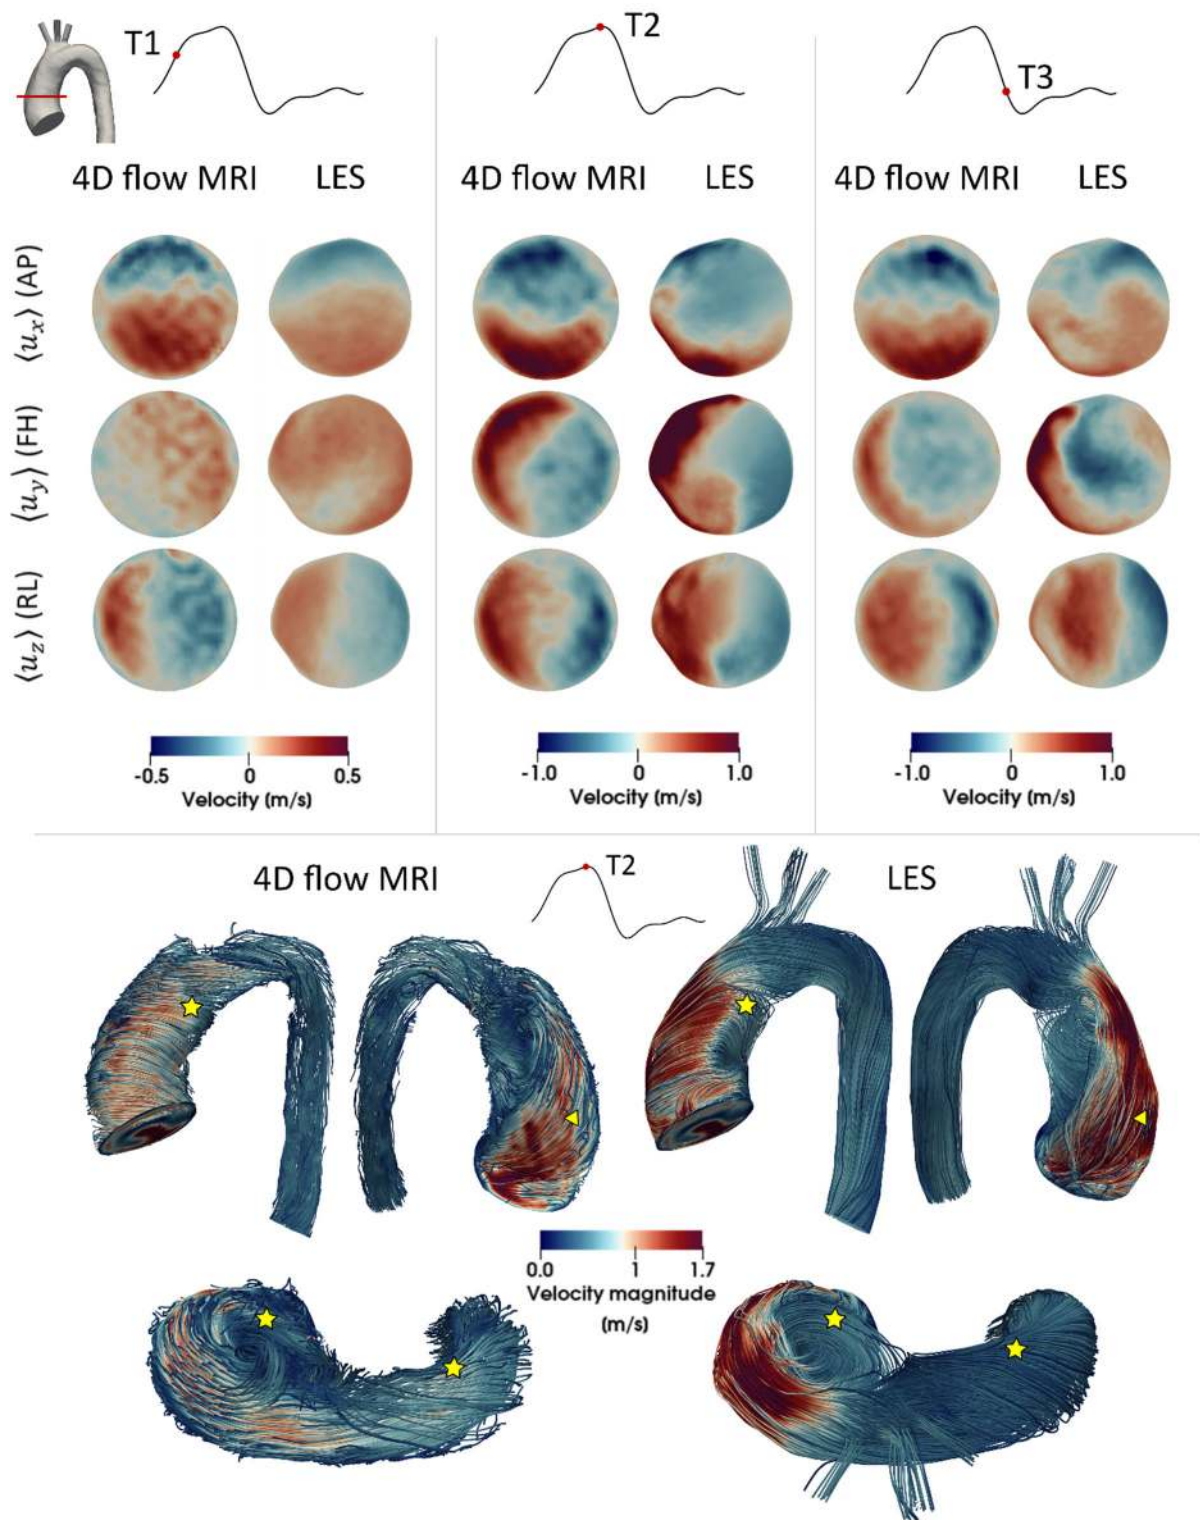 T1
T2
T3
4D flow MRI LES
4D flow MRI LES
4D flow MRI LES
⟨u_x⟩ (AP)
⟨u_y⟩ (FH)
⟨u_z⟩ (RL)
-0.5 0 0.5
Velocity (m/s)
-1.0 0 1.0
Velocity (m/s)
-1.0 0 1.0
Velocity (m/s)
4D flow MRI
T2
LES
0.0 1 1.7
Velocity magnitude
(m/s)